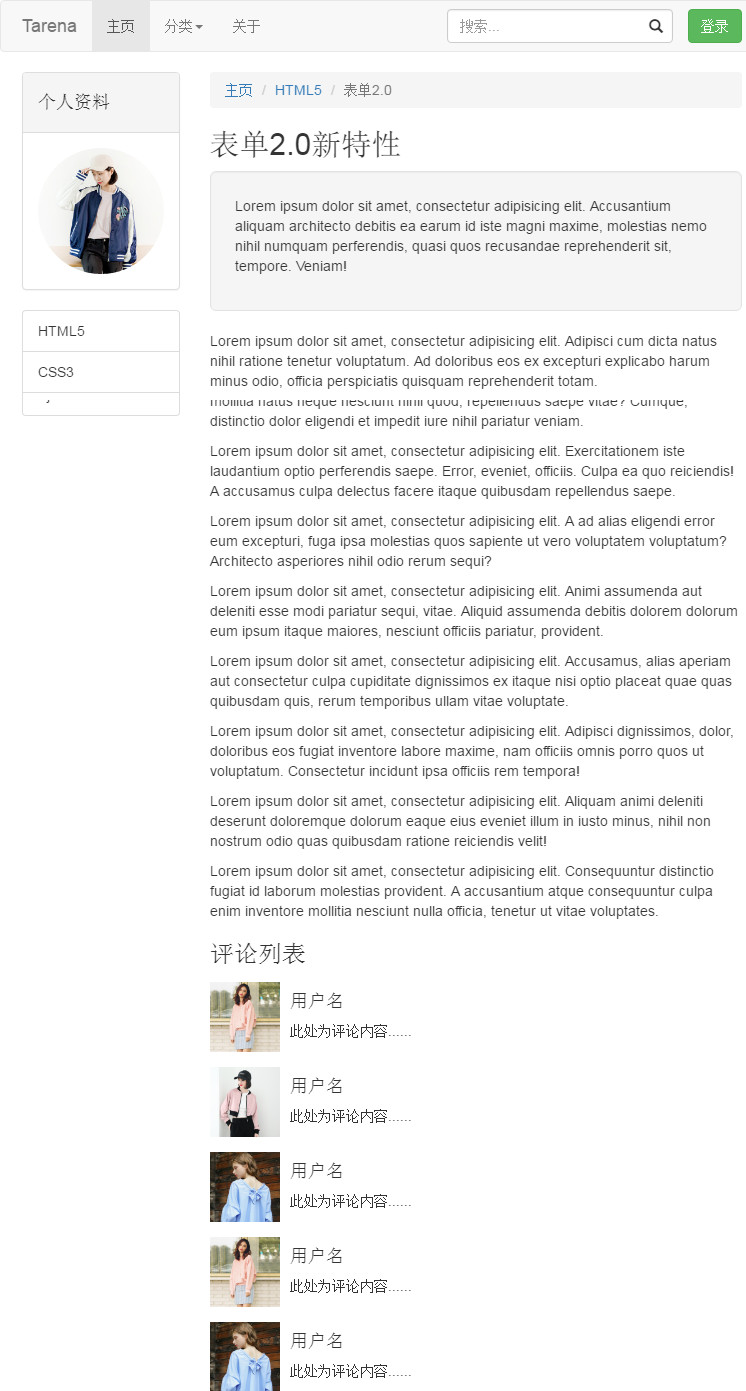 Tarena 主页 分类 关于 搜索... 登录
个人资料
HTML5
CSS3
主页 / HTML5 / 表单2.0
表单2.0新特性
Lorem ipsum dolor sit amet, consectetur adipisicing elit. Accusantium
aliquam architecto debitis ea earum id iste magni maxime, molestias nemo
nihil numquam perferendis, quasi quos recusandae reprehenderit sit,
tempore. Veniam!
Lorem ipsum dolor sit amet, consectetur adipisicing elit. Adipisci cum dicta natus
nihil ratione tenetur voluptatum. Ad doloribus eos ex excepturi explicabo harum
minus odio, officia perspiciatis quisquam reprehenderit totam.
mollitia natus neque nesciunt nihil quod, repellendus saepe vitae? Cumque,
distinctio dolor eligendi et impedit iure nihil pariatur veniam.
Lorem ipsum dolor sit amet, consectetur adipisicing elit. Exercitationem iste
laudantium optio perferendis saepe. Error, eveniet, officiis. Culpa ea quo reiciendis!
A accusamus culpa delectus facere itaque quibusdam repellendus saepe.
Lorem ipsum dolor sit amet, consectetur adipisicing elit. A ad alias eligendi error
eum excepturi, fuga ipsa molestias quos sapiente ut vero voluptatem voluptatum?
Architecto asperiores nihil odio rerum sequi?
Lorem ipsum dolor sit amet, consectetur adipisicing elit. Animi assumenda aut
deleniti esse modi pariatur sequi, vitae. Aliquid assumenda debitis dolorem dolorum
eum ipsum itaque maiores, nesciunt officiis pariatur, provident.
Lorem ipsum dolor sit amet, consectetur adipisicing elit. Accusamus, alias aperiam
aut consectetur culpa cupiditate dignissimos ex itaque nisi optio placeat quae quas
quibusdam quis, rerum temporibus ullam vitae voluptate.
Lorem ipsum dolor sit amet, consectetur adipisicing elit. Adipisci dignissimos, dolor,
doloribus eos fugiat inventore labore maxime, nam officiis omnis porro quos ut
voluptatum. Consectetur incidunt ipsa officiis rem tempora!
Lorem ipsum dolor sit amet, consectetur adipisicing elit. Aliquam animi deleniti
deserunt doloremque dolorum eaque eius eveniet illum in iusto minus, nihil non
nostrum odio quas quibusdam ratione reiciendis velit!
Lorem ipsum dolor sit amet, consectetur adipisicing elit. Consequuntur distinctio
fugiat id laborum molestias provident. A accusantium atque consequuntur culpa
enim inventore mollitia nesciunt nulla officia, tenetur ut vitae voluptates.
评论列表
用户名
此处为评论内容......
用户名
此处为评论内容......
用户名
此处为评论内容......
用户名
此处为评论内容......
用户名
此处为评论内容......